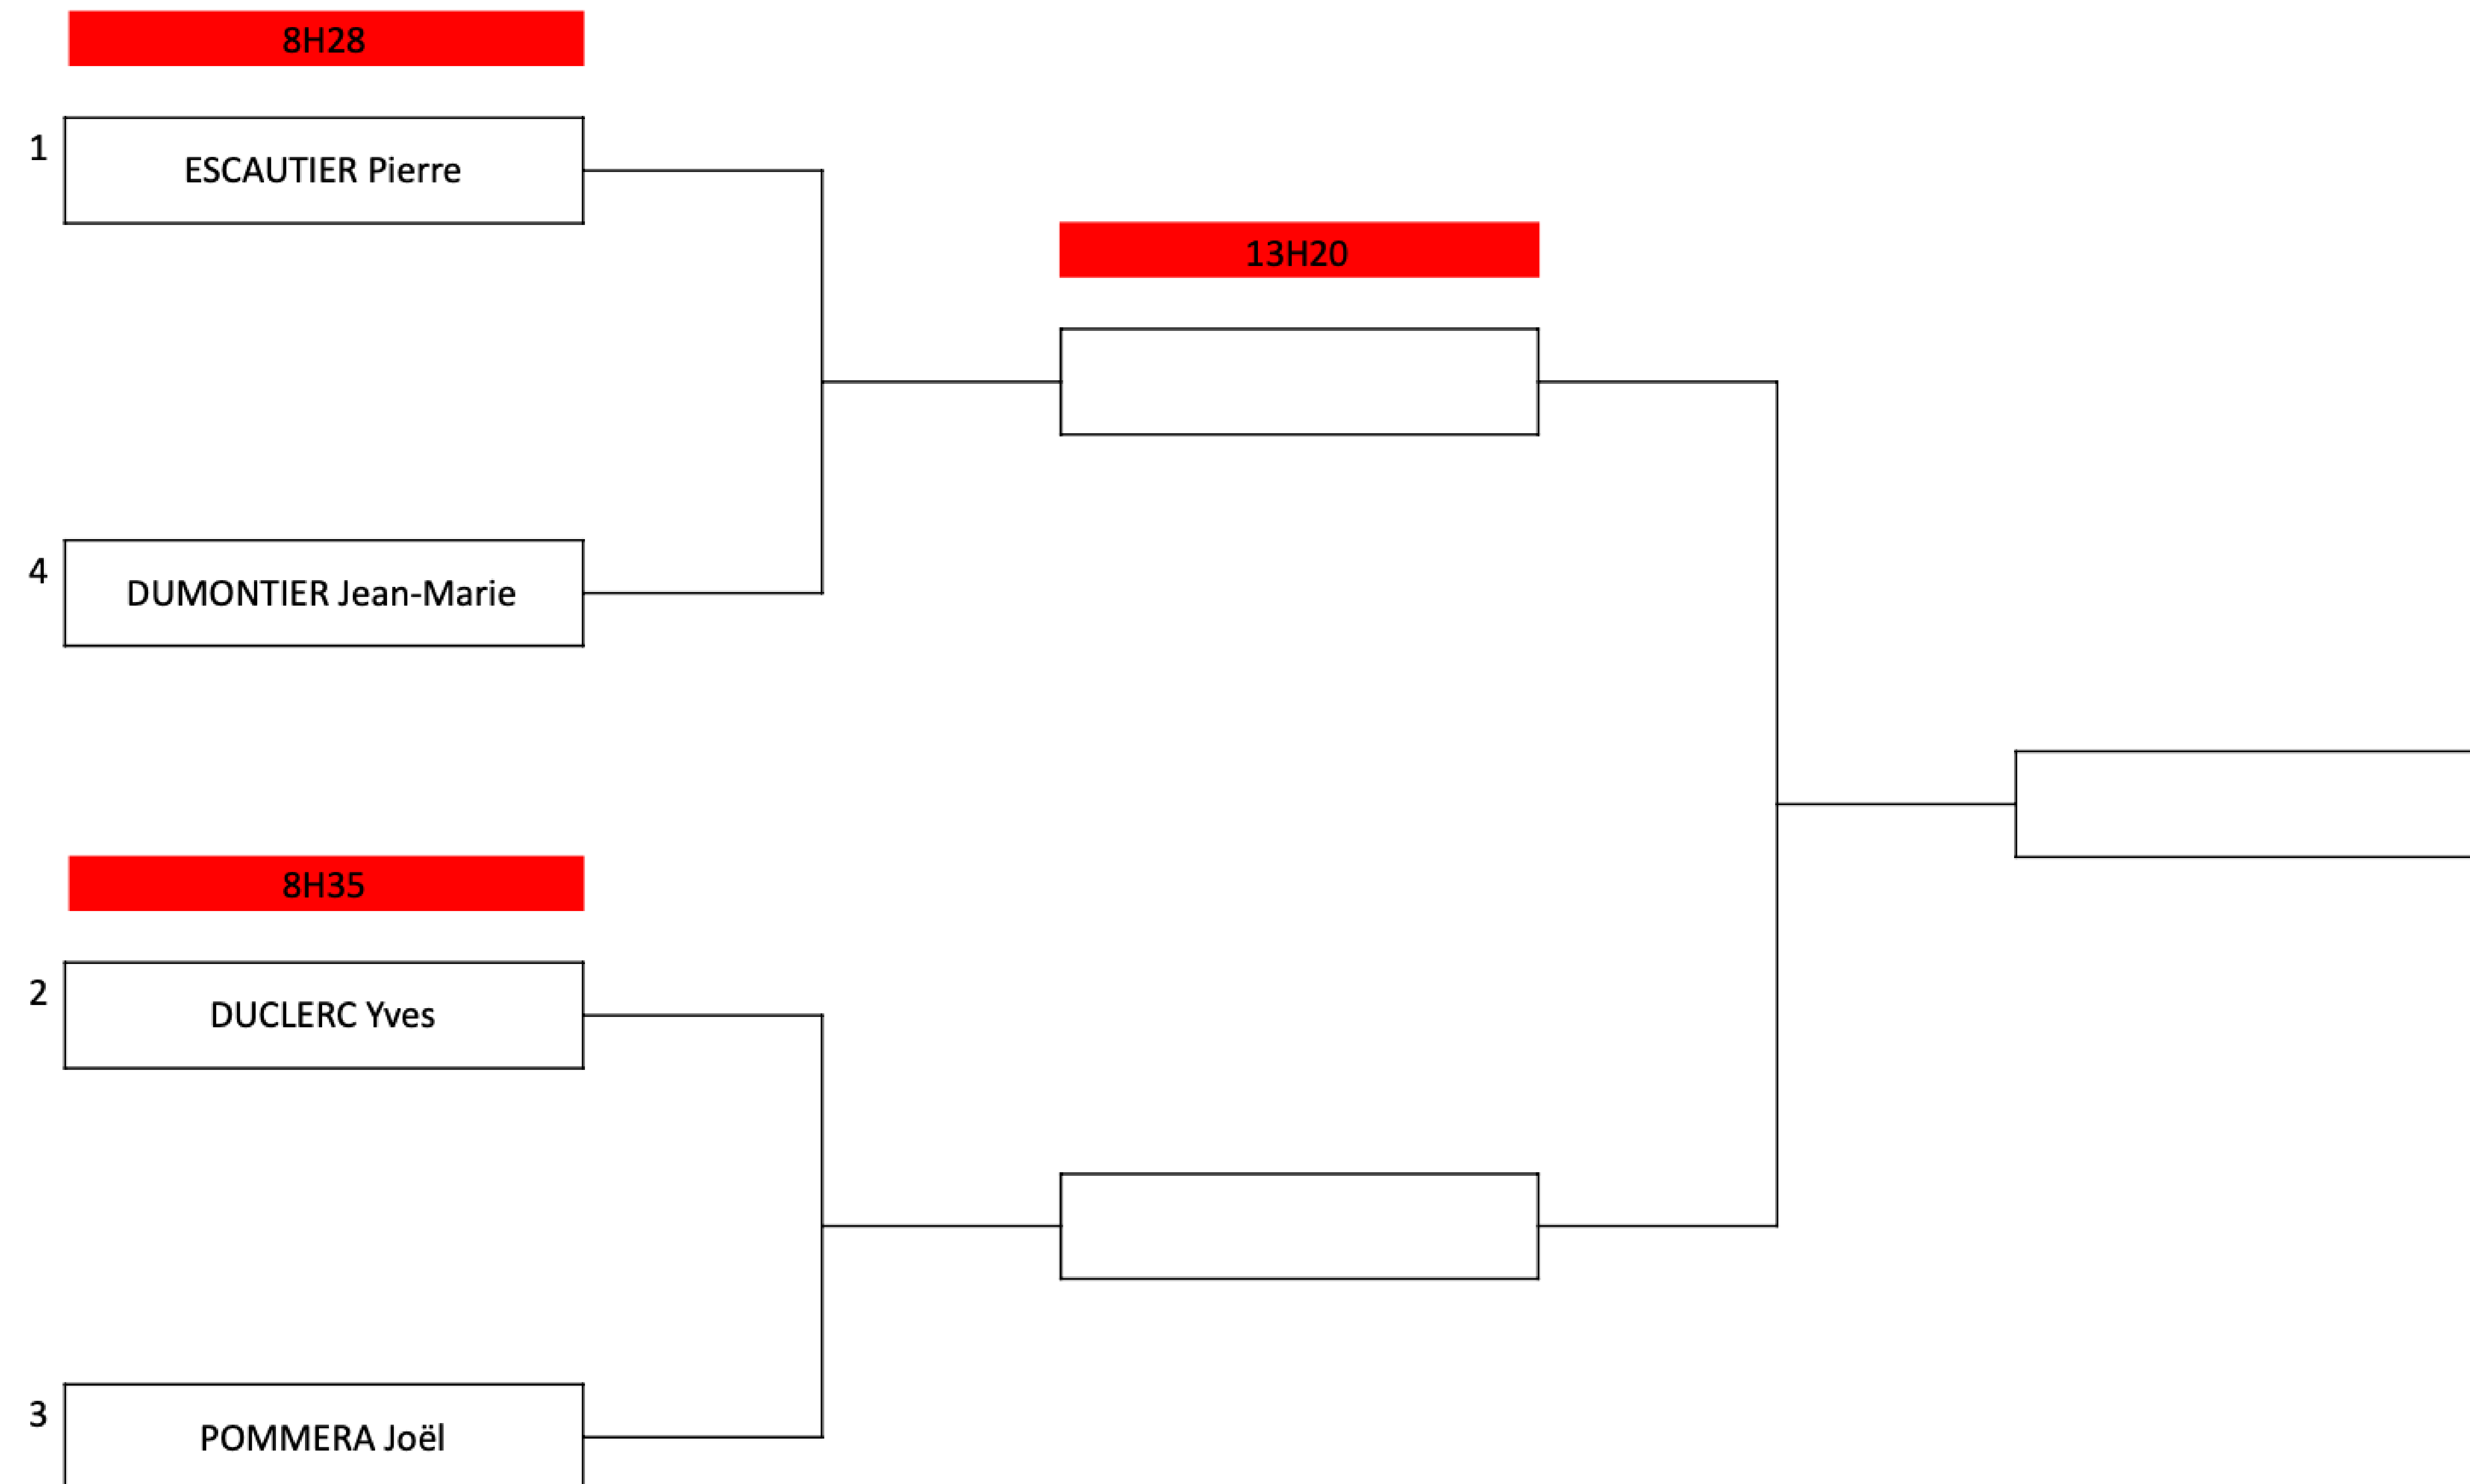 8H28
1
ESCAUTIER Pierre
13H20
4
DUMONTIER Jean-Marie
8H35
2
DUCLERC Yves
3
POMMERA Joël